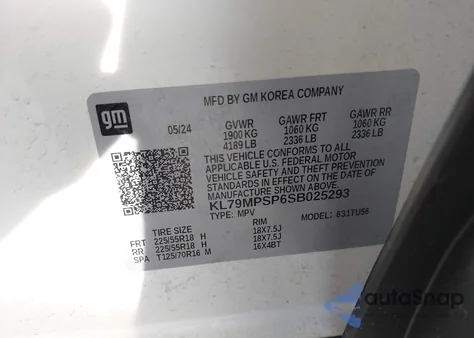 MFD BY GM KOREA COMPANY
gm
05/24 GVWR GAWR FRT GAWR RR
1900 KG 1060 KG 1060 KG
4189 LB 2336 LB 2336 LB
THIS VEHICLE CONFORMS TO ALL
APPLICABLE U.S. FEDERAL MOTOR
VEHICLE SAFETY AND THEFT PREVENTION
STANDARDS IN EFFECT ON THE DATE OF
MANUFACTURE SHOWN ABOVE.
KL79MPSP6SB025293
TYPE: MPV MODEL: 631TU56
TIRE SIZE RIM
FRT 225/55R18 H 18X7.5J
RR 225/55R18 H 18X7.5J
SPA T125/70R16 M 16X4BT
autoSnap